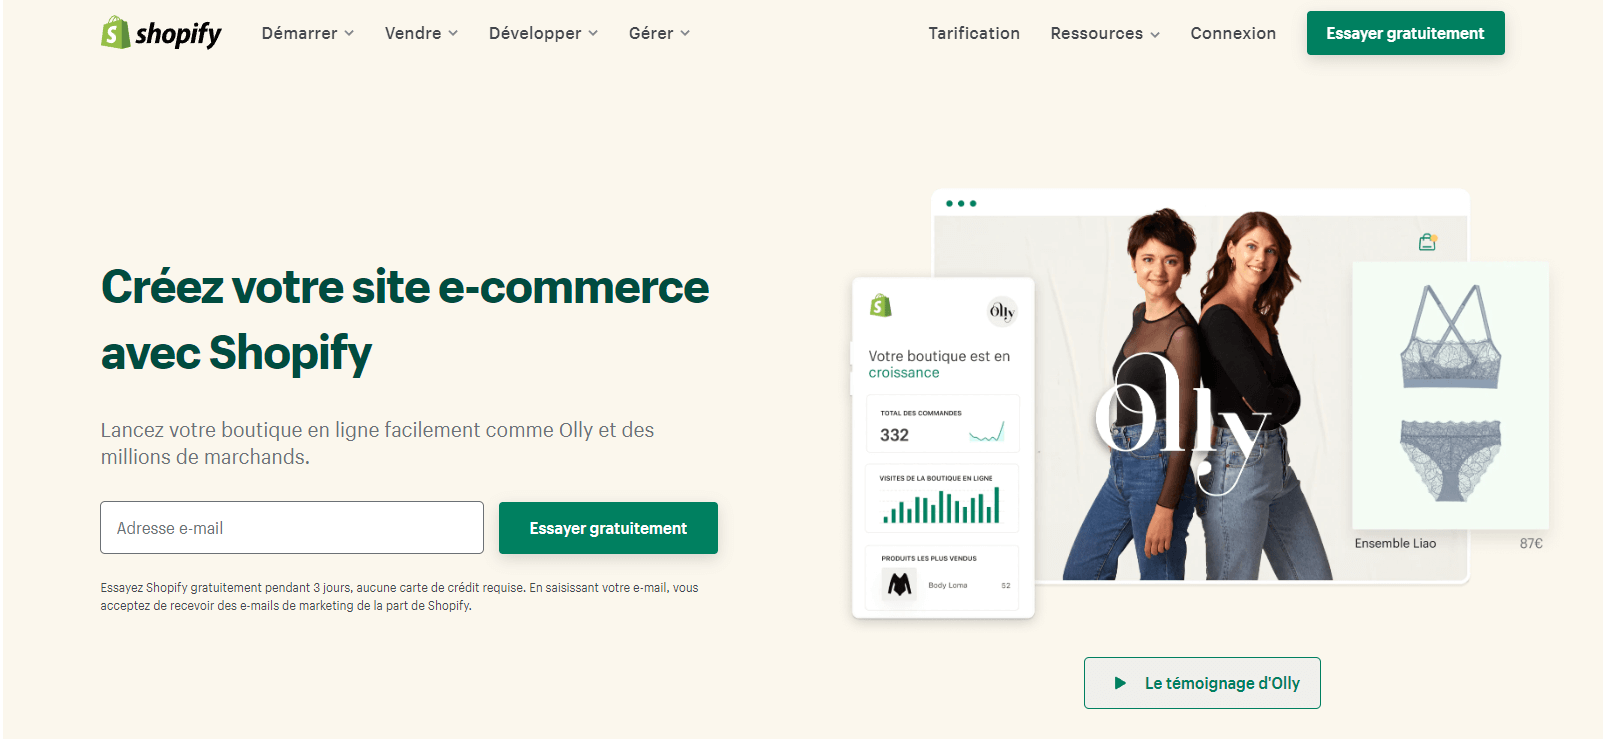 shopify
Démarrer
Vendre
Développer
Gérer
Tarification
Ressources
Connexion
Essayer gratuitement
Créez votre site e-commerce
avec Shopify
Lancez votre boutique en ligne facilement comme Olly et des
millions de marchands.
Adresse e-mail
Essayer gratuitement
Essayez Shopify gratuitement pendant 3 jours, aucune carte de crédit requise. En saisissant votre e-mail, vous
acceptez de recevoir des e-mails de marketing de la part de Shopify.
Olly
Votre boutique est en
croissance
TOTAL DES COMMANDES
332
VISITES DE LA BOUTIQUE EN LIGNE
PRODUITS LES PLUS VENDUS
Body Loma 52
Olly
Ensemble Liao 87€
Le témoignage d'Olly